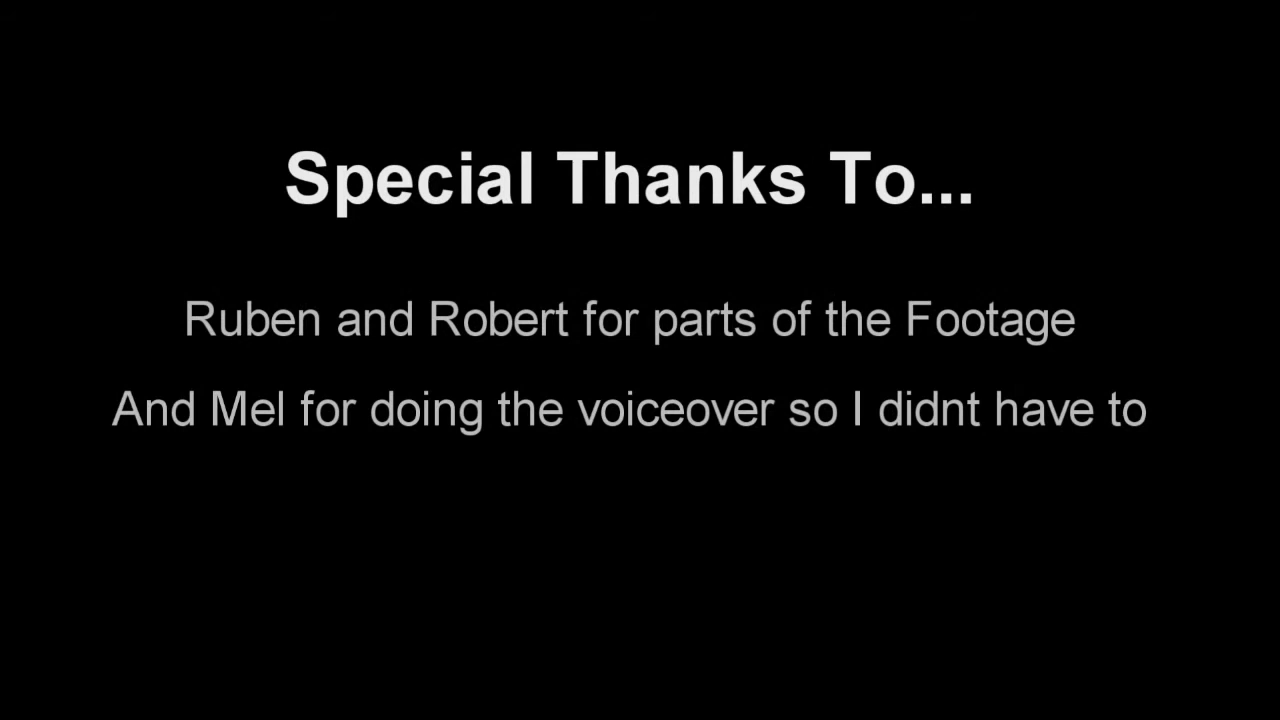 Special Thanks To...
Ruben and Robert for parts of the Footage
And Mel for doing the voiceover so I didnt have to